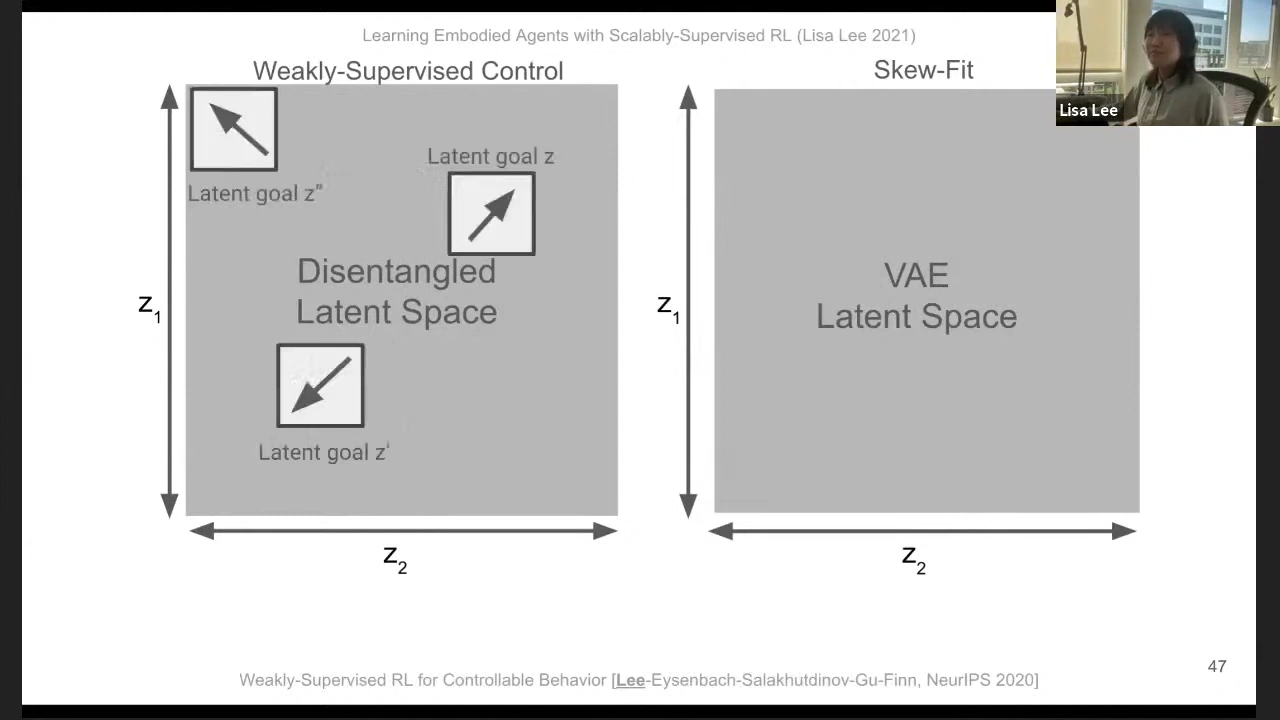 Learning Embodied Agents with Scalably-Supervised RL (Lisa Lee 2021)
Weakly-Supervised Control
Skew-Fit
Lisa Lee
Latent goal z
Latent goal z"
Disentangled
Latent Space
VAE
Latent Space
z1
z1
Latent goal z'
z2
z2
47
Weakly-Supervised RL for Controllable Behavior [Lee-Eysenbach-Salakhutdinov-Gu-Finn, NeurIPS 2020]